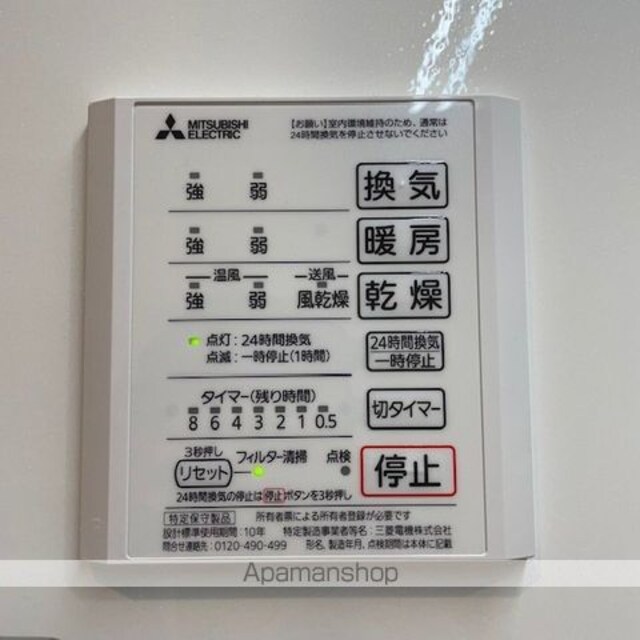 MITSUBISHI
ELECTRIC
【お願い】室内環境維持のため、通常は
24時間換気を停止させないでください
強 弱 換気
強 弱 暖房
温風 送風
強 弱 風乾燥 乾燥
点灯:24時間換気
点滅:一時停止(1時間)
24時間換気
一時停止
タイマー(残り時間)
8 6 4 3 2 1 0.5
切タイマー
3秒押し
リセット フィルター清掃 点検
停止
24時間換気の停止は停止ボタンを3秒押し
特定保守製品 所有者票による所有者登録が必要です
設計標準使用期間:10年 特定製造事業者等名:三菱電機株式会社
問合せ連絡先:0120-490-499 形名、製造年月、点検期間は本体に記載
Apamanshop